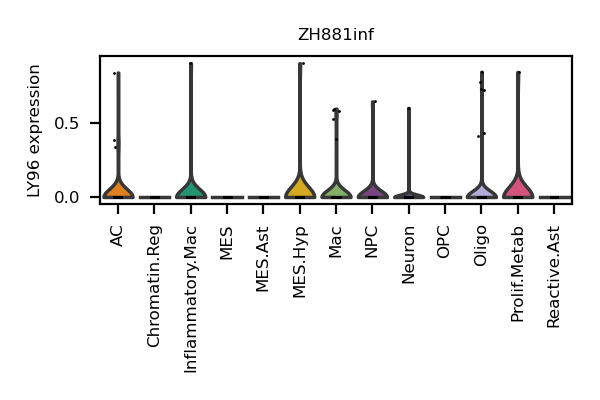 ZH881inf
LY96 expression
0.5
0.0
AC
Chromatin.Reg
Inflammatory.Mac
MES
MES.Ast
MES.Hyp
Mac
NPC
Neuron
OPC
Oligo
Prolif.Metab
Reactive.Ast